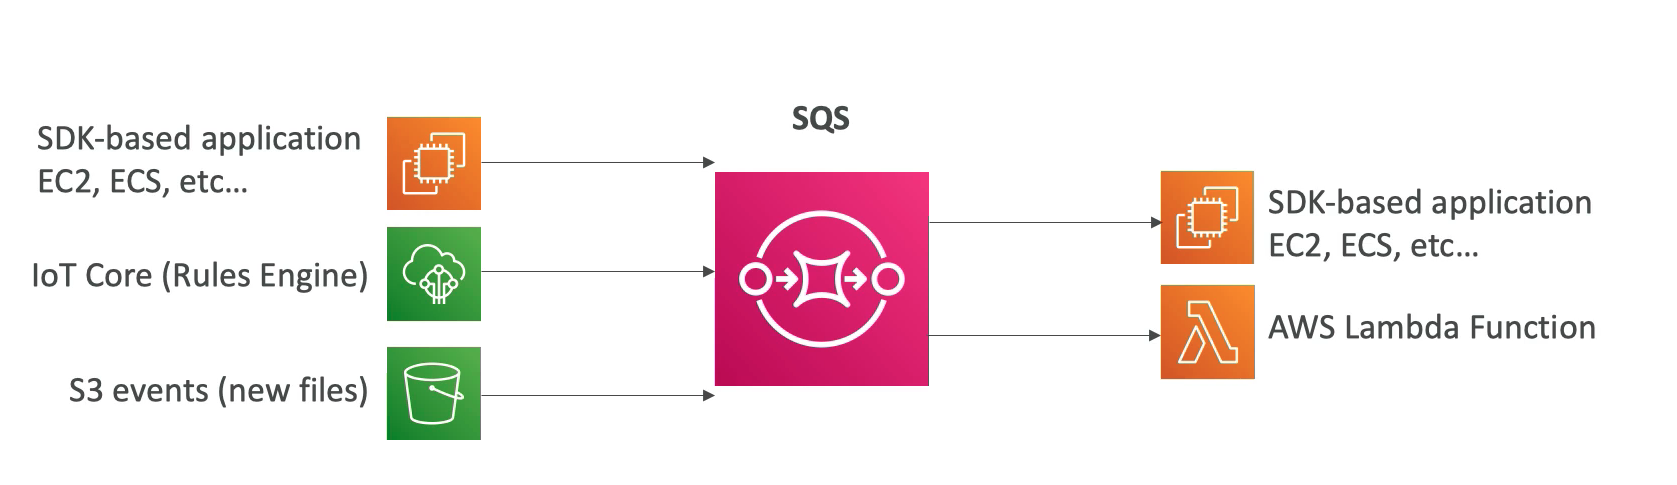 SDK-based application
EC2, ECS, etc…
IoT Core (Rules Engine)
S3 events (new files)
SQS
SDK-based application
EC2, ECS, etc…
AWS Lambda Function